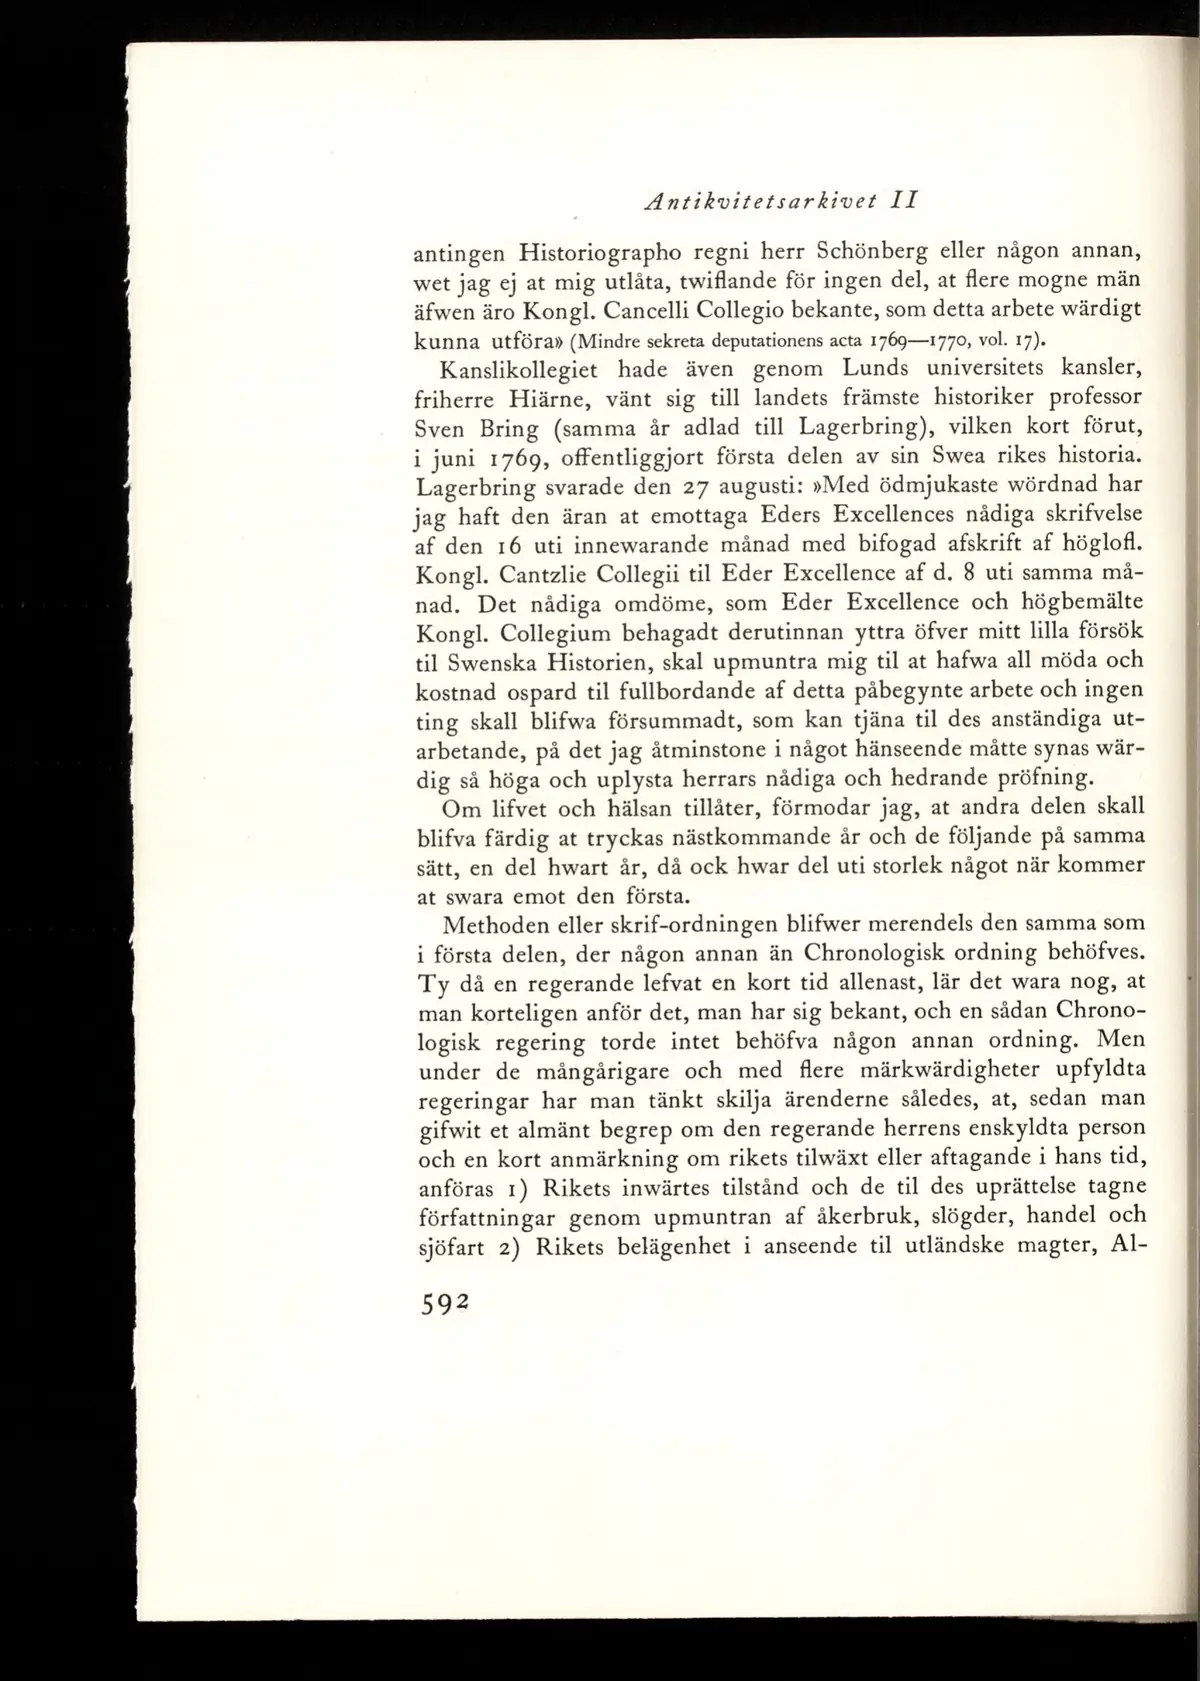 Antikvitetsarkivet II
antingen Historiographo regni herr Schönberg eller någon annan,
wet jag ej at mig utlåta, twiflande för ingen del, at flere mogne män
äfwen äro Kongl. Cancelli Collegio bekante, som detta arbete wärdigt
kunna utföra» (Mindre sekreta deputationens acta 1769—1770, vol. 17).
Kanslikollegiet hade även genom Lunds universitets kansler,
friherre Hiärne, vänt sig till landets främste historiker professor
Sven Bring (samma år adlad till Lagerbring), vilken kort förut,
i juni 1769, offentliggjort första delen av sin Swea rikes historia.
Lagerbring svarade den 27 augusti: »Med ödmjukaste wördnad har
jag haft den äran at emottaga Eders Excellences nådiga skrifvelse
af den 16 uti innewarande månad med bifogad afskrift af höglofl.
Kongl. Cantzlie Collegii til Eder Excellence af d. 8 uti samma må-
nad. Det nådiga omdöme, som Eder Excellence och högbemälte
Kongl. Collegium behagadt derutinnan yttra öfver mitt lilla försök
til Swenska Historien, skal upmuntra mig til at hafwa all möda och
kostnad ospard til fullbordande af detta påbegynte arbete och ingen
ting skall blifwa försummadt, som kan tjäna til des anständiga ut-
arbetande, på det jag åtminstone i något hänseende måtte synas wär-
dig så höga och uplysta herrars nådiga och hedrande pröfning.
Om lifvet och hälsan tillåter, förmodar jag, at andra delen skall
blifva färdig at tryckas nästkommande år och de följande på samma
sätt, en del hwart år, då ock hwar del uti storlek något när kommer
at swara emot den första.
Methoden eller skrif-ordningen blifwer merendels den samma som
i första delen, der någon annan än Chronologisk ordning behöfves.
Ty då en regerande lefvat en kort tid allenast, lär det wara nog, at
man korteligen anför det, man har sig bekant, och en sådan Chrono-
logisk regering torde intet behöfva någon annan ordning. Men
under de mångårigare och med flere märkwärdigheter upfyldta
regeringar har man tänkt skilja ärenderne således, at, sedan man
gifwit et almänt begrep om den regerande herrens enskyldta person
och en kort anmärkning om rikets tilwäxt eller aftagande i hans tid,
anföras 1) Rikets inwärtes tilstånd och de til des uprättelse tagne
författningar genom upmuntran af åkerbruk, slögder, handel och
sjöfart 2) Rikets belägenhet i anseende til utländske magter, Al-
592